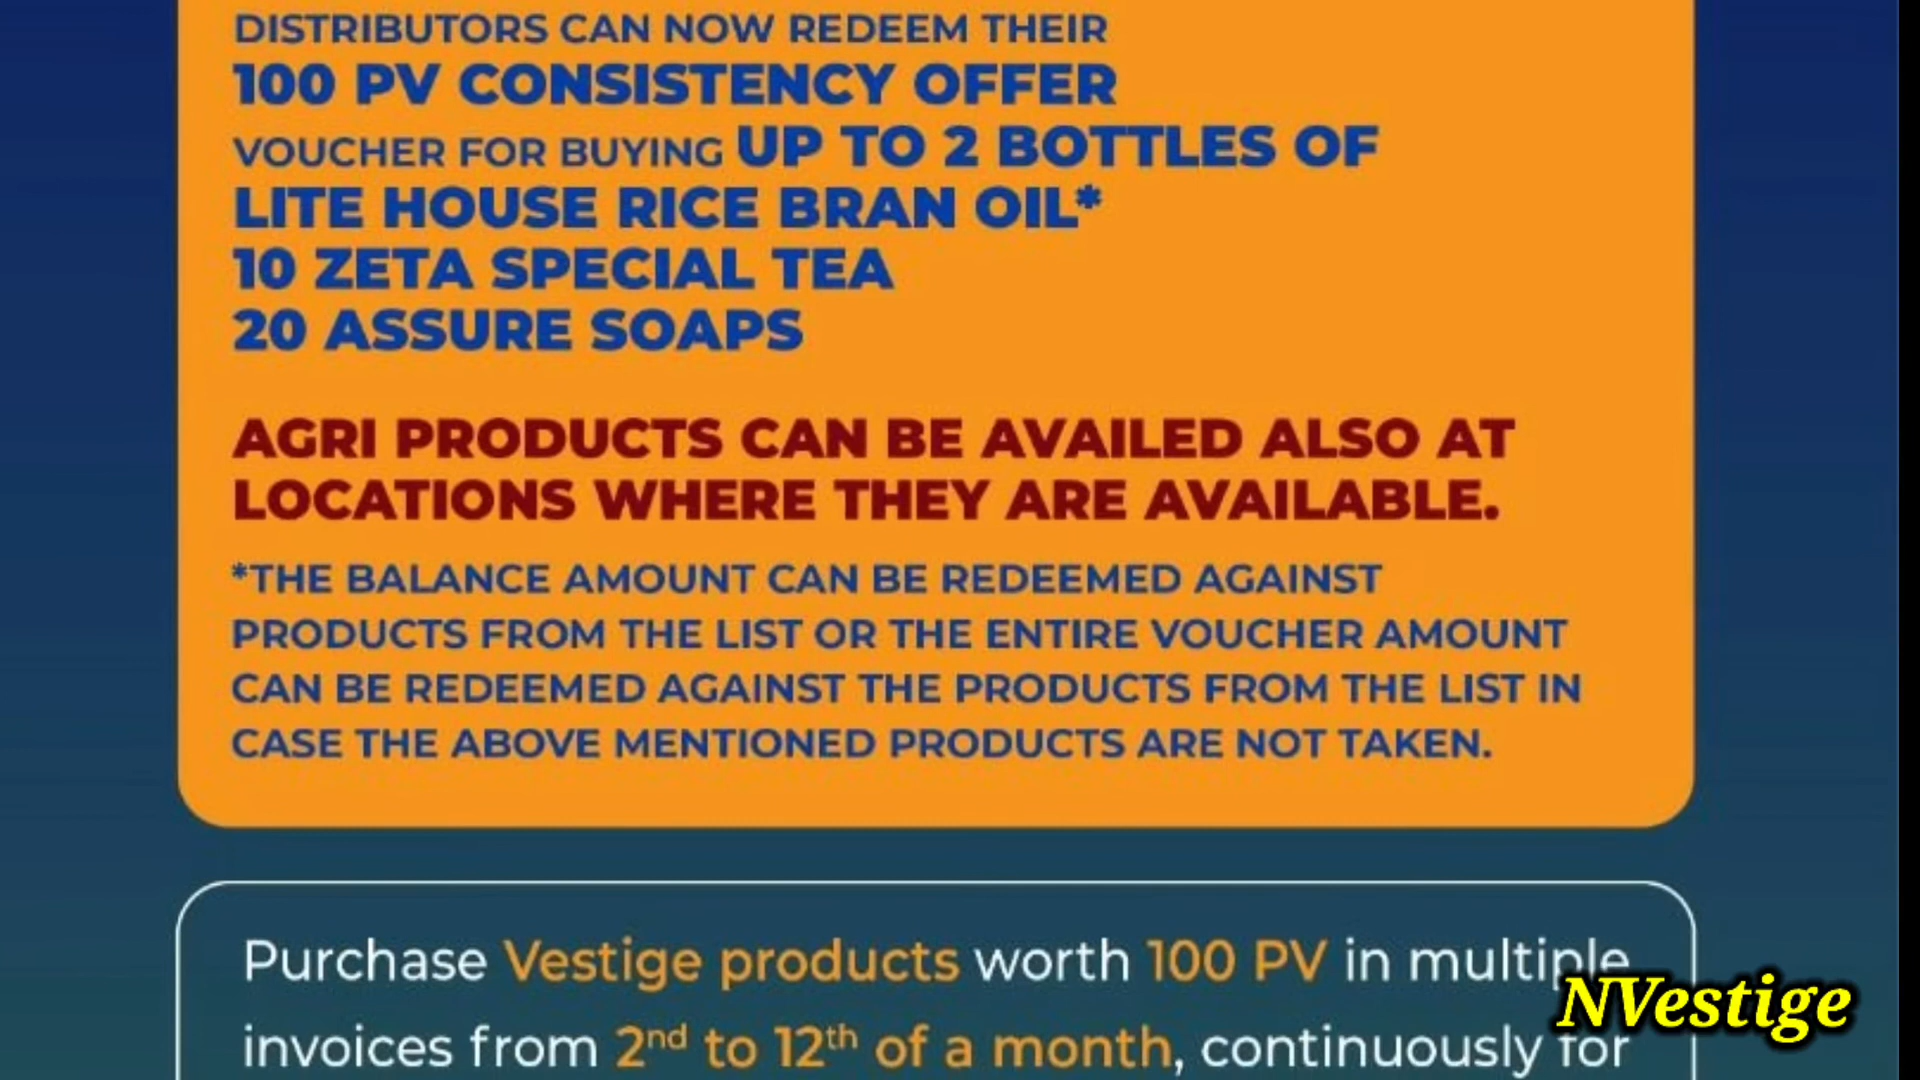 DISTRIBUTORS CAN NOW REDEEM THEIR
100 PV CONSISTENCY OFFER
VOUCHER FOR BUYING UP TO 2 BOTTLES OF
LITE HOUSE RICE BRAN OIL*
10 ZETA SPECIAL TEA
20 ASSURE SOAPS
AGRI PRODUCTS CAN BE AVAILED ALSO AT
LOCATIONS WHERE THEY ARE AVAILABLE.
*THE BALANCE AMOUNT CAN BE REDEEMED AGAINST
PRODUCTS FROM THE LIST OR THE ENTIRE VOUCHER AMOUNT
CAN BE REDEEMED AGAINST THE PRODUCTS FROM THE LIST IN
CASE THE ABOVE MENTIONED PRODUCTS ARE NOT TAKEN.
Purchase Vestige products worth 100 PV in multiple
invoices from 2nd to 12th of a month, continuously for
NVestige